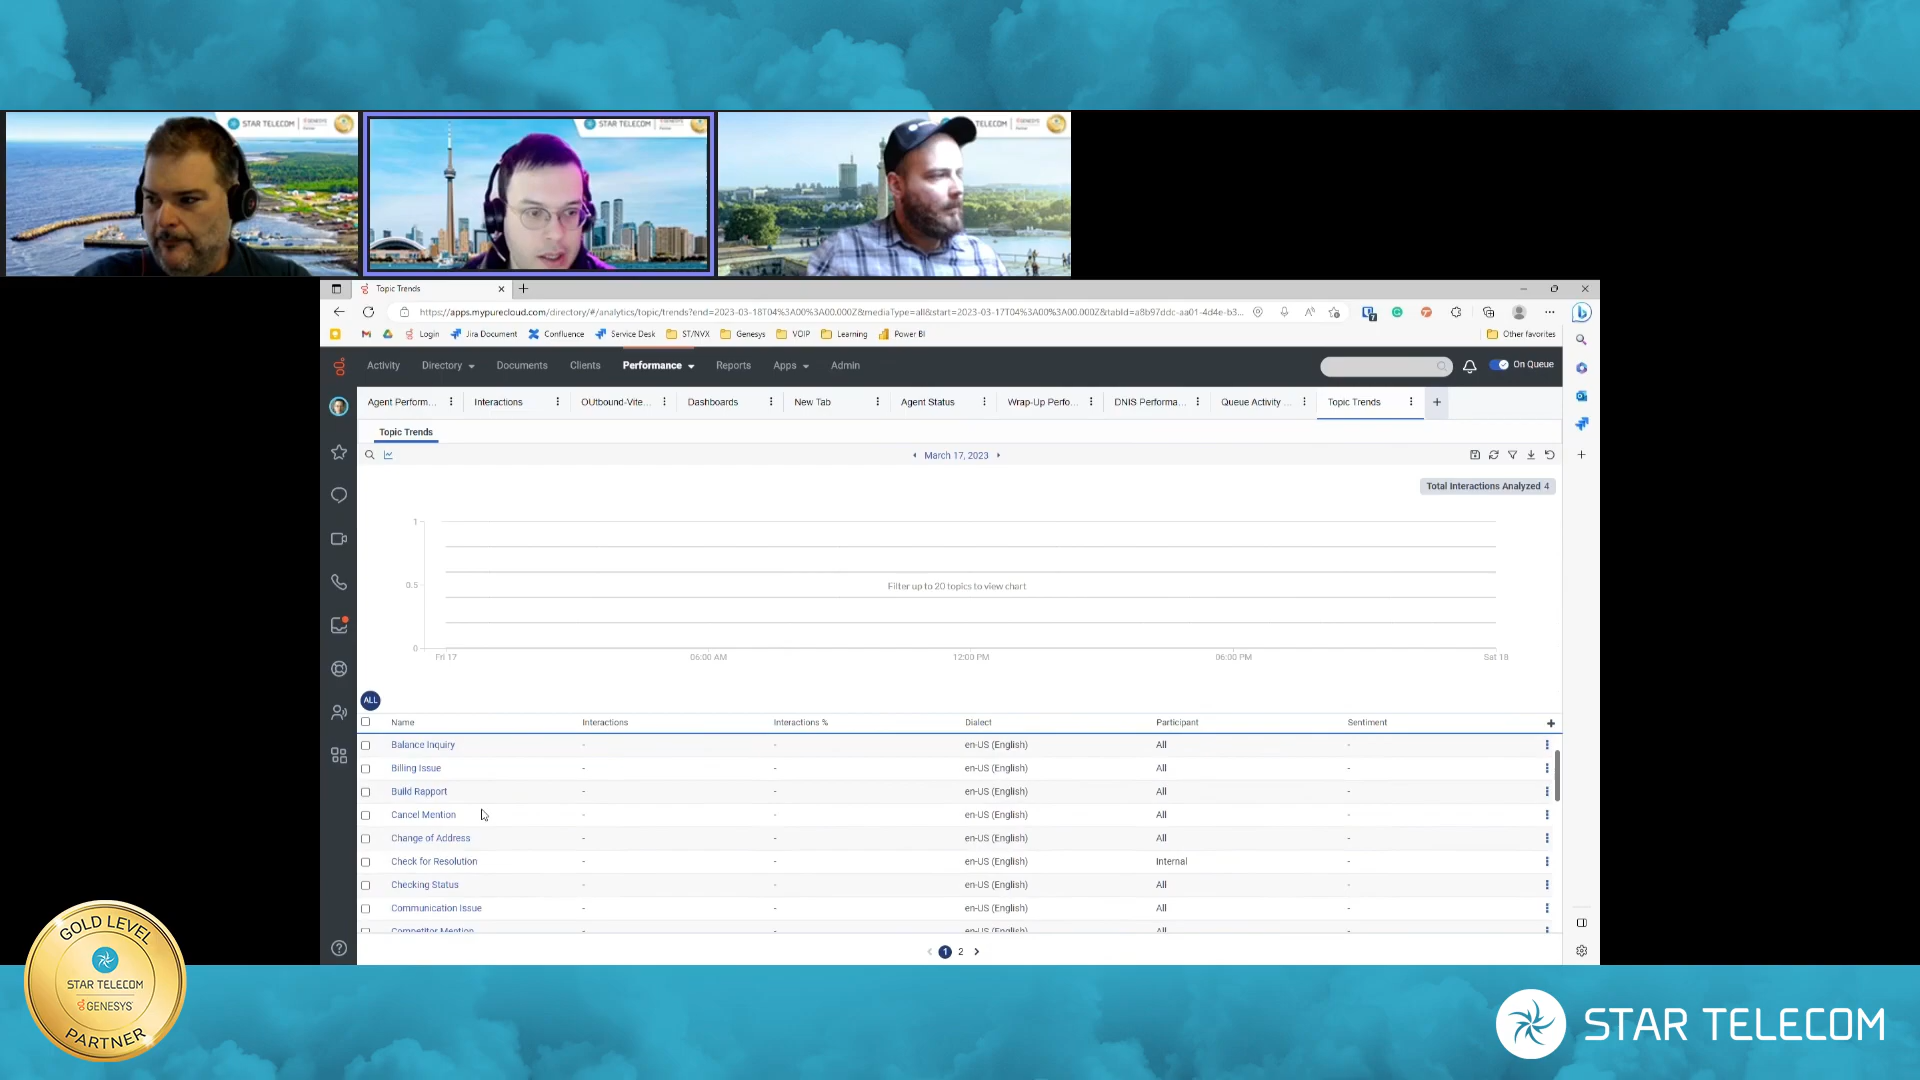 STAR TELECOM GENESYS
STAR TELECOM GENESYS
TELECOM
Topic Trends
https://apps.mypurecloud.com/directory/#/analytics/topic/trends?end=2023-03-18T04%3A00%3A00.000Z&mediaType=all&start=2023-03-17T04%3A00%3A00.000Z&tabId=a8b97ddc-aa01-4d4e-b3...
Login Jira Document Confluence Service Desk ST/NVX Genesys VOIP Learning Power BI Other favorites
Activity Directory Documents Clients Performance Reports Apps Admin On Queue
Agent Perform... Interactions OUtbound-Vite... Dashboards New Tab Agent Status Wrap-Up Perfo... DNIS Performa... Queue Activity ... Topic Trends
Topic Trends
March 17, 2023
Total Interactions Analyzed 4
1
0.5
Filter up to 20 topics to view chart
0
Fri 17 06:00 AM 12:00 PM 06:00 PM Sat 18
ALL
Name Interactions Interactions % Dialect Participant Sentiment
Balance Inquiry - - en-US (English) All -
Billing Issue - - en-US (English) All -
Build Rapport - - en-US (English) All -
Cancel Mention - - en-US (English) All -
Change of Address - - en-US (English) All -
Check for Resolution - - en-US (English) Internal -
Checking Status - - en-US (English) All -
Communication Issue - - en-US (English) All -
Competitor Mention - - en-US (English) All -
1 2
GOLD LEVEL
STAR TELECOM
GENESYS
PARTNER
STAR TELECOM